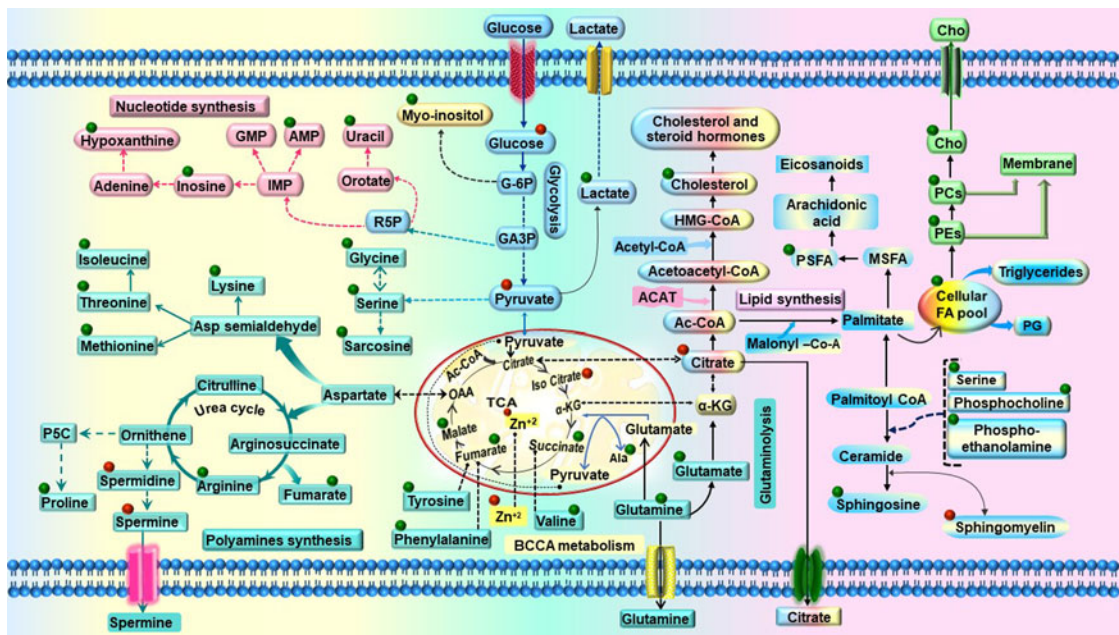 Glucose
Lactate
Cho
Nucleotide synthesis
Hypoxanthine
GMP
AMP
Uracil
Adenine
Inosine
IMP
Orotate
R5P
Myo-inositol
Glucose
G-6P
Glycolysis
GA3P
Lactate
Pyruvate
Cholesterol and
steroid hormones
Cholesterol
HMG-CoA
Acetyl-CoA
Acetoacetyl-CoA
ACAT
Lipid synthesis
Ac-CoA
Malonyl –Co-A
Citrate
α-KG
Eicosanoids
Arachidonic
acid
PSFA
MSFA
Palmitate
Cho
PCs
PEs
Membrane
Cellular
FA pool
Triglycerides
PG
Palmitoyl CoA
Serine
Phosphocholine
Phospho-
ethanolamine
Ceramide
Sphingosine
Sphingomyelin
Isoleucine
Threonine
Methionine
Lysine
Asp semialdehyde
Glycine
Serine
Sarcosine
Citrulline
Urea cycle
Aspartate
P5C
Ornithene
Arginosuccinate
Spermidine
Arginine
Fumarate
Proline
Spermine
Polyamines synthesis
Spermine
Pyruvate
Ac-CoA
Citrate
Iso Citrate
OAA
TCA
α-KG
Zn+2
Malate
Fumarate
Succinate
Glutamate
Ala
Pyruvate
Tyrosine
Phenylalanine
Zn+2
Valine
BCCA metabolism
Glutamine
Glutamate
Glutaminolysis
Glutamine
Citrate